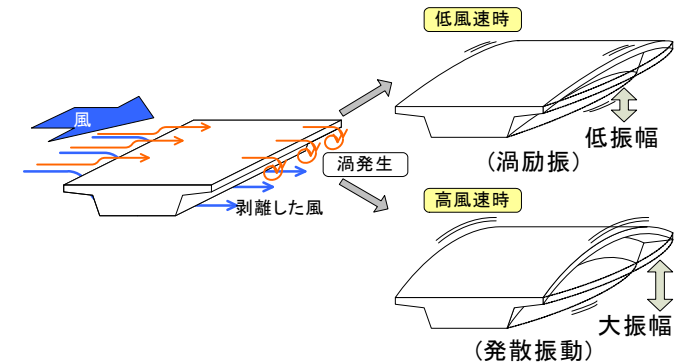 低風速時
風
低振幅
(渦励振)
渦発生
高風速時
剥離した風
大振幅
(発散振動)